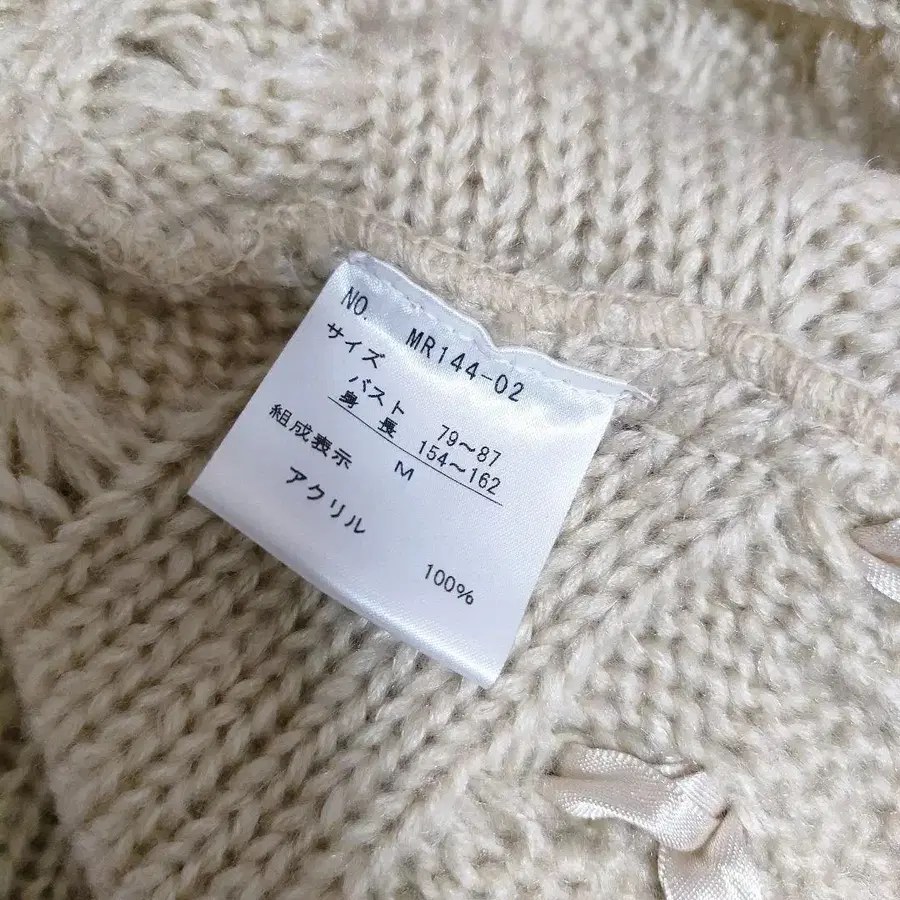 NO. MR144-02
サイズ
バスト 79～87
身長 154～162
M
組成表示
アクリル 100%